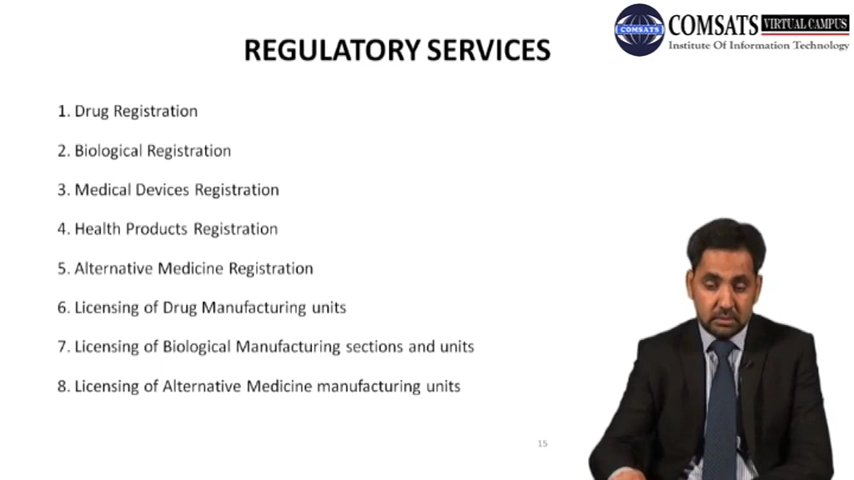 COMSATS VIRTUAL CAMPUS
COMSATS
Institute Of Information Technology
REGULATORY SERVICES
1. Drug Registration
2. Biological Registration
3. Medical Devices Registration
4. Health Products Registration
5. Alternative Medicine Registration
6. Licensing of Drug Manufacturing units
7. Licensing of Biological Manufacturing sections and units
8. Licensing of Alternative Medicine manufacturing units
15